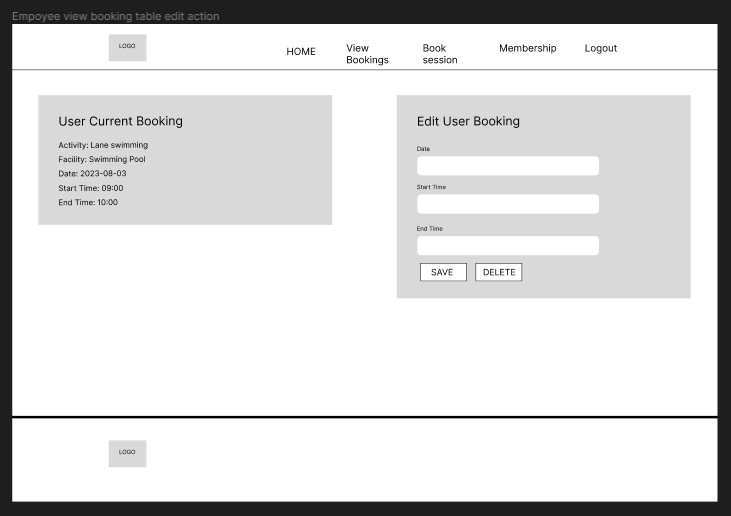 Empoyee view booking table edit action
LOGO
HOME
View
Bookings
Book
session
Membership
Logout
User Current Booking
Activity: Lane swimming
Facility: Swimming Pool
Date: 2023-08-03
Start Time: 09:00
End Time: 10:00
Edit User Booking
Date
Start Time
End Time
SAVE
DELETE
LOGO